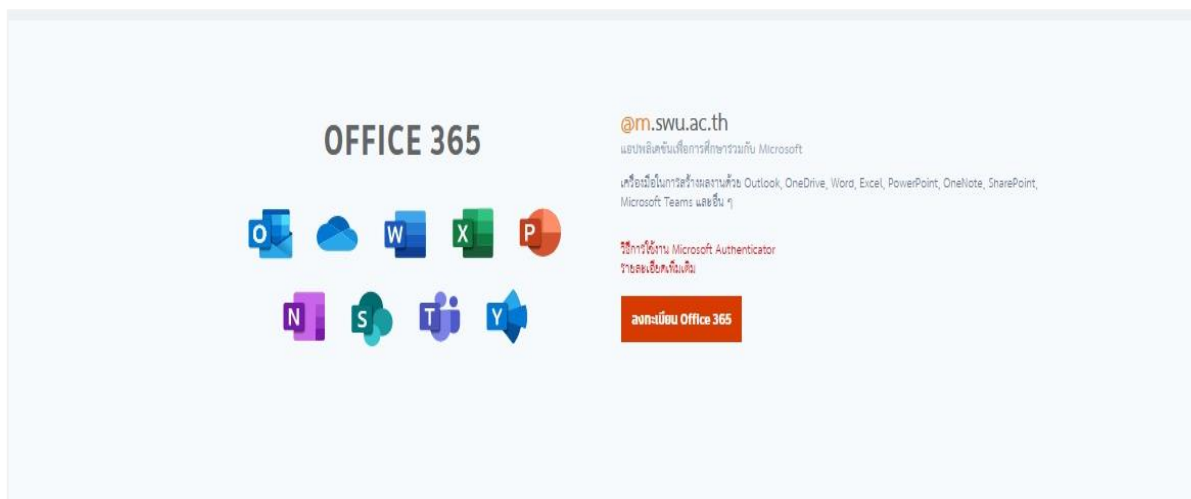 OFFICE 365
@m.swu.ac.th
แอปพลิเคชันเพื่อการศึกษาร่วมกับ Microsoft
เครื่องมือในการสร้างผลงานด้วย Outlook, OneDrive, Word, Excel, PowerPoint, OneNote, SharePoint,
Microsoft Teams และอื่น ๆ
วิธีการใช้งาน Microsoft Authenticator
รายละเอียดเพิ่มเติม
ลงทะเบียน Office 365
O W X P
N S T Y